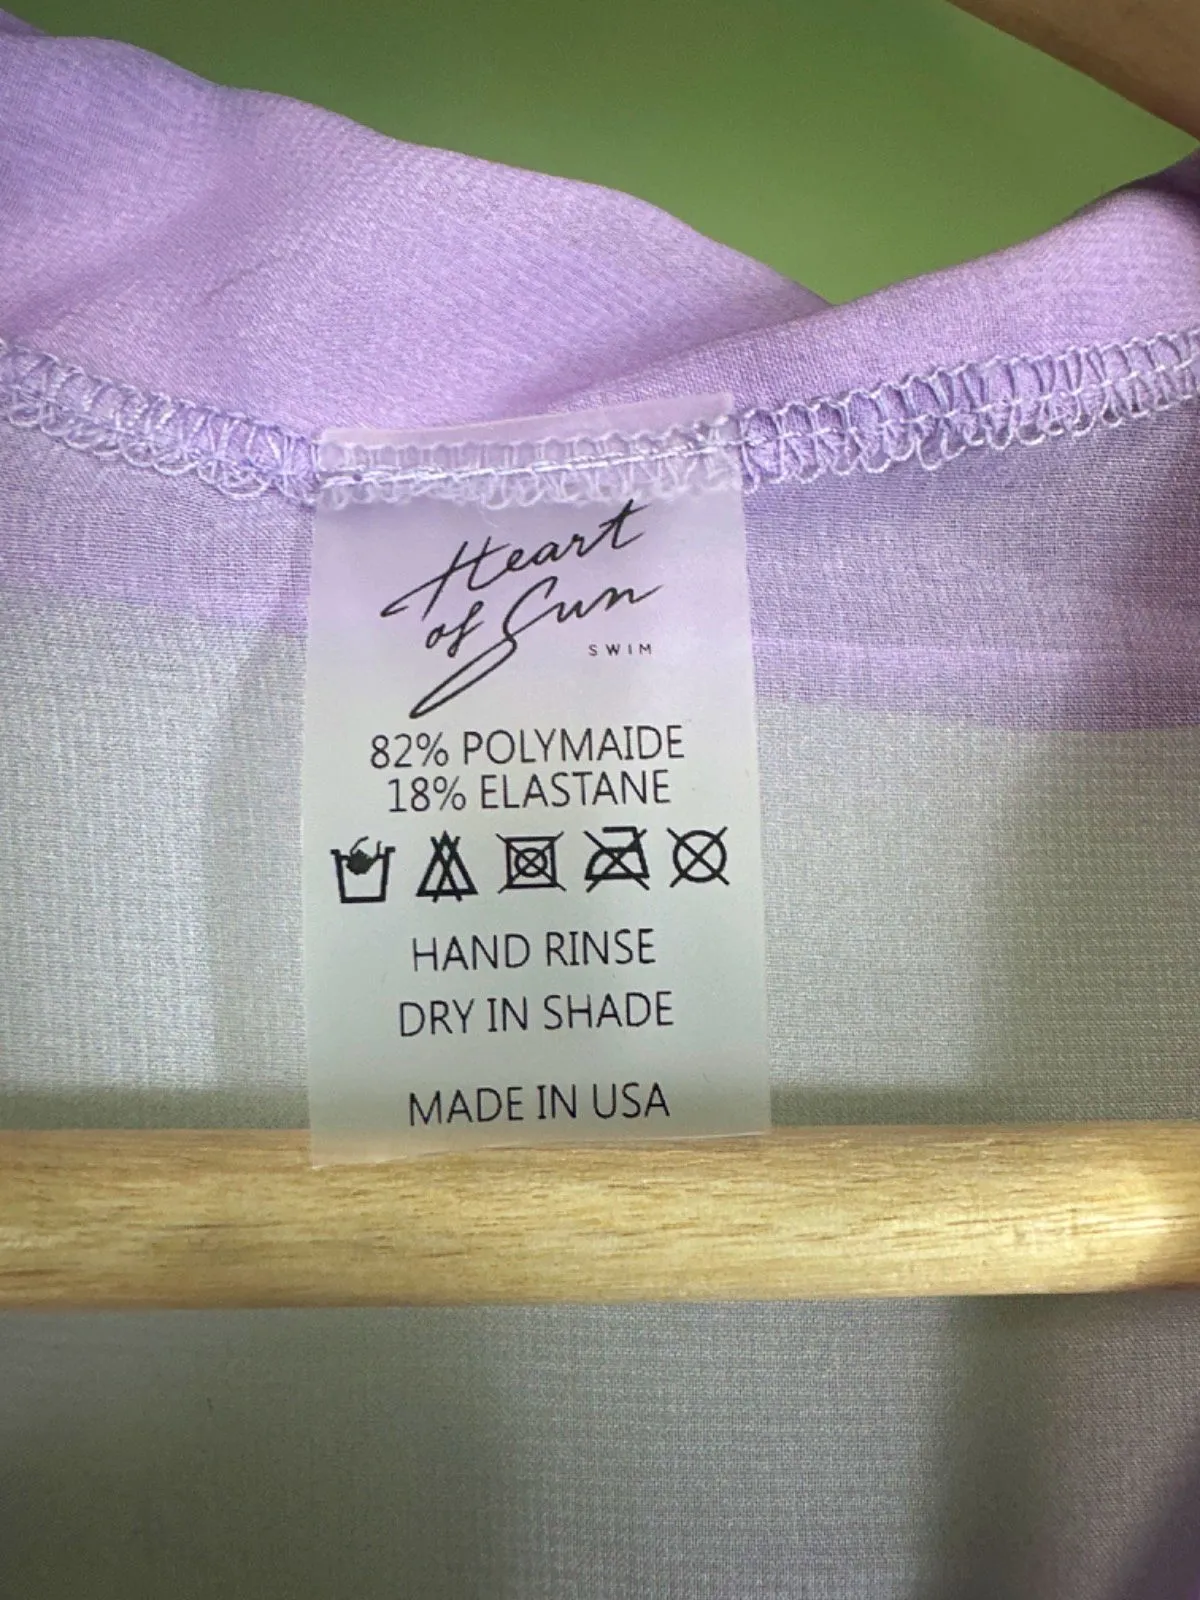 Heart
of Sun
SWIM
82% POLYMAIDE
18% ELASTANE
HAND RINSE
DRY IN SHADE
MADE IN USA